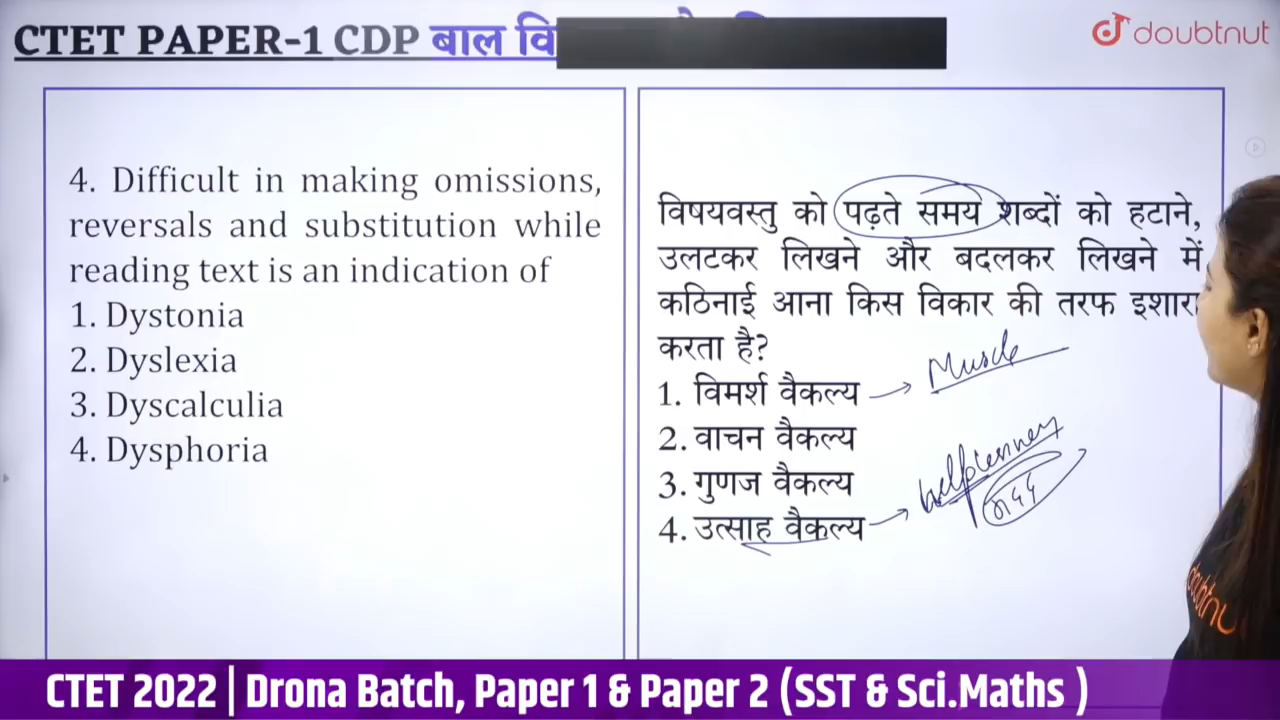 CTET PAPER-1 CDP बाल वि
doubtnut
4. Difficult in making omissions,
reversals and substitution while
reading text is an indication of
1. Dystonia
2. Dyslexia
3. Dyscalculia
4. Dysphoria
विषयवस्तु को पढ़ते समय शब्दों को हटाने,
उलटकर लिखने और बदलकर लिखने में
कठिनाई आना किस विकार की तरफ इशारा
करता है?
1. विमर्श वैकल्य
Muscle
2. वाचन वैकल्य
3. गुणज वैकल्य
4. उत्साह वैकल्य
doubtnut
CTET 2022 | Drona Batch, Paper 1 & Paper 2 (SST & Sci.Maths )